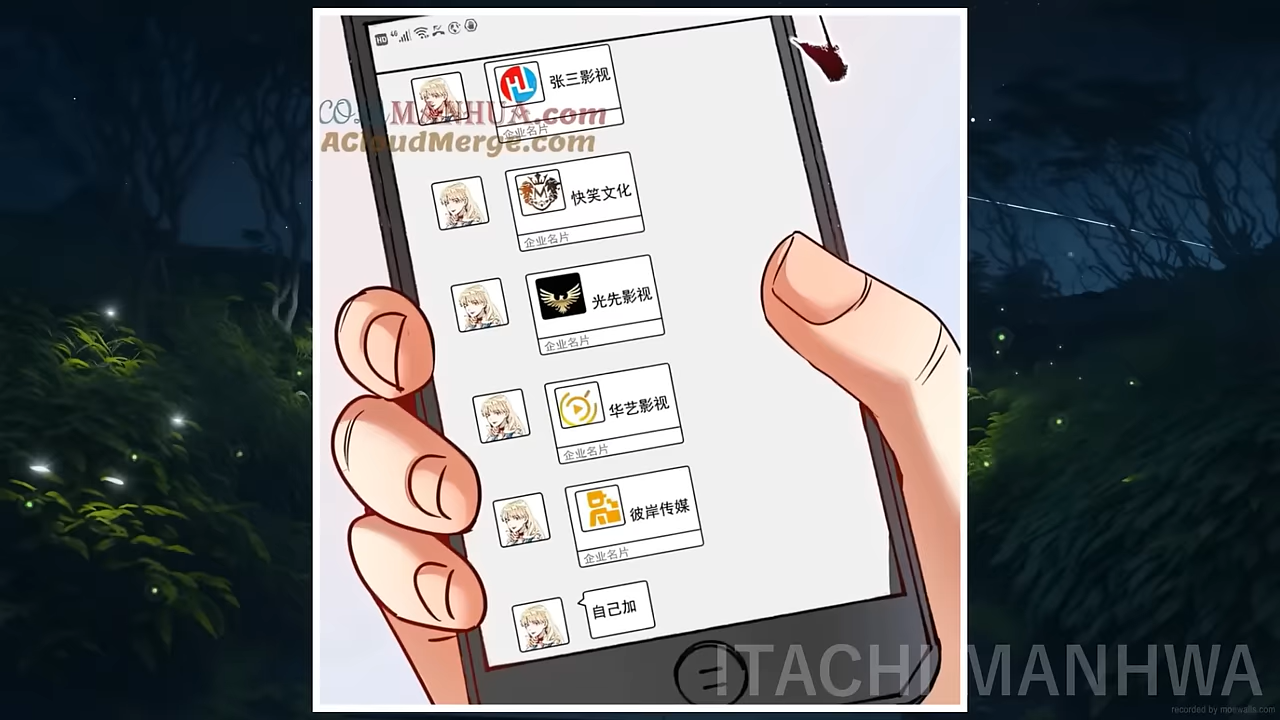 HD 4G
张三影视
企业名片
COLAMANHUA.com
ACloudMerge.com
快笑文化
企业名片
光先影视
企业名片
华艺影视
企业名片
彼岸传媒
企业名片
自己加
ITACHI MANHWA
recorded by moewalls.com